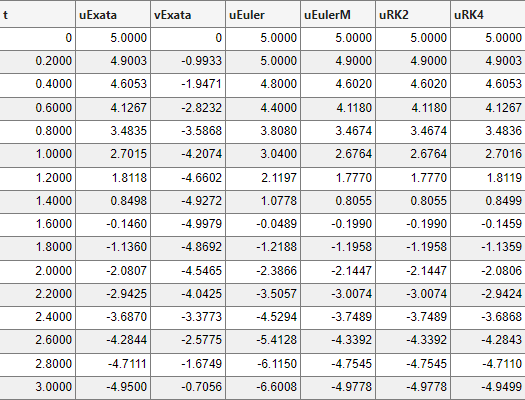 t uExata vExata uEuler uEulerM uRK2 uRK4
0 5.0000 0 5.0000 5.0000 5.0000 5.0000
0.2000 4.9003 -0.9933 5.0000 4.9000 4.9000 4.9003
0.4000 4.6053 -1.9471 4.8000 4.6020 4.6020 4.6053
0.6000 4.1267 -2.8232 4.4000 4.1180 4.1180 4.1267
0.8000 3.4835 -3.5868 3.8080 3.4674 3.4674 3.4836
1.0000 2.7015 -4.2074 3.0400 2.6764 2.6764 2.7016
1.2000 1.8118 -4.6602 2.1197 1.7770 1.7770 1.8119
1.4000 0.8498 -4.9272 1.0778 0.8055 0.8055 0.8499
1.6000 -0.1460 -4.9979 -0.0489 -0.1990 -0.1990 -0.1459
1.8000 -1.1360 -4.8692 -1.2188 -1.1958 -1.1958 -1.1359
2.0000 -2.0807 -4.5465 -2.3866 -2.1447 -2.1447 -2.0806
2.2000 -2.9425 -4.0425 -3.5057 -3.0074 -3.0074 -2.9424
2.4000 -3.6870 -3.3773 -4.5294 -3.7489 -3.7489 -3.6868
2.6000 -4.2844 -2.5775 -5.4128 -4.3392 -4.3392 -4.2843
2.8000 -4.7111 -1.6749 -6.1150 -4.7545 -4.7545 -4.7110
3.0000 -4.9500 -0.7056 -6.6008 -4.9778 -4.9778 -4.9499